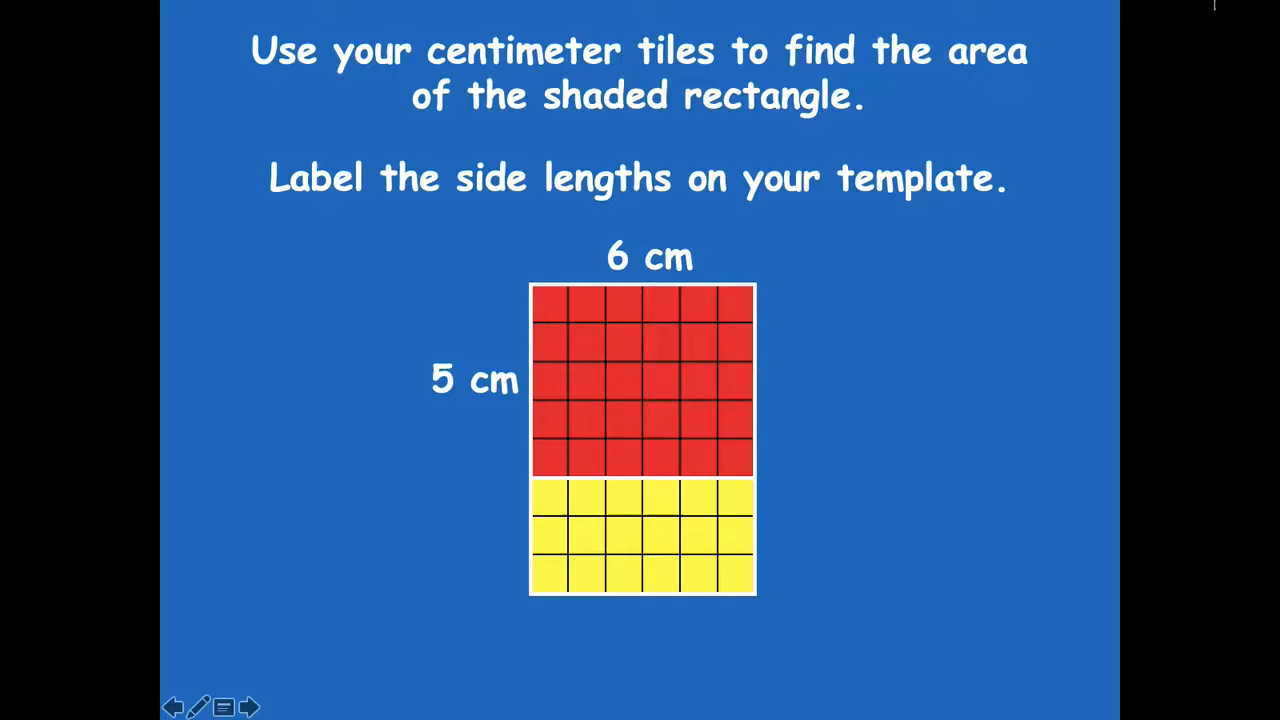 Use your centimeter tiles to find the area
of the shaded rectangle.
Label the side lengths on your template.
6 cm
5 cm